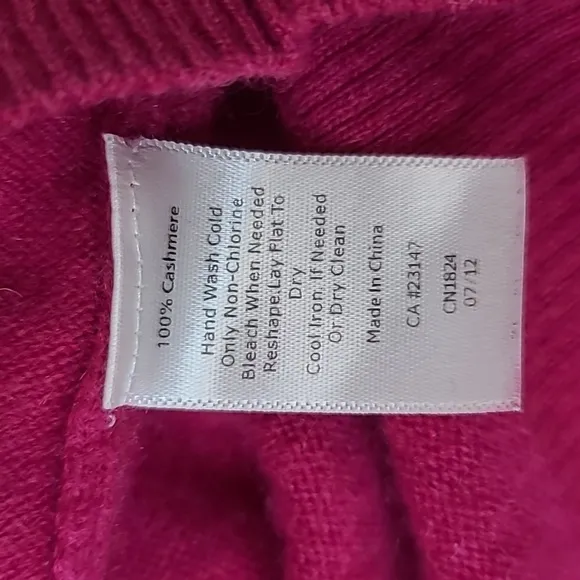 100% Cashmere
Hand Wash Cold
Only Non-Chlorine
Bleach When Needed
Reshape.Lay Flat To
Dry
Cool Iron If Needed
Or Dry Clean
Made In China
CA #23147
CN1824
07/12